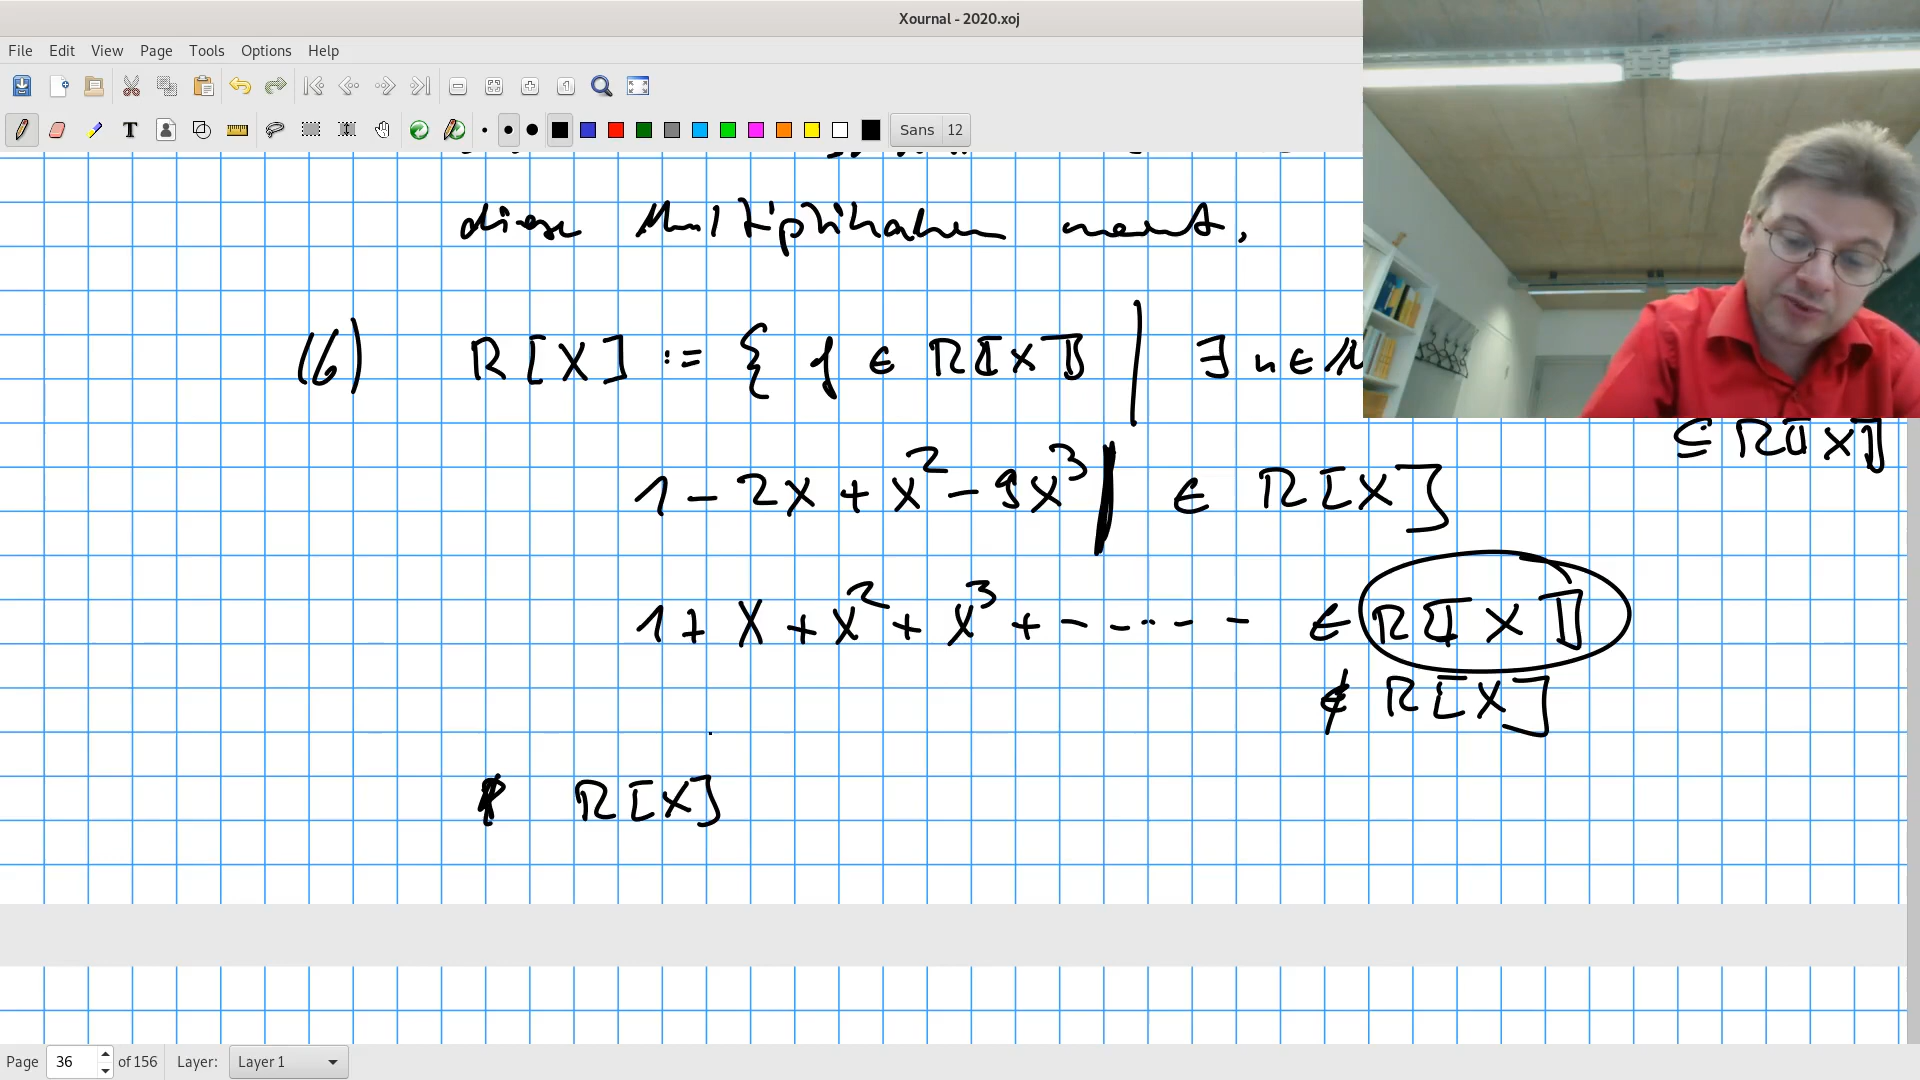 Xournal - 2020.xoj
File Edit View Page Tools Options Help
Sans 12
diese Multiplikation meint.
(6) R[X] := { f ∈ R⟦X⟧ | ∃ n ∈ N
⊆ R⟦X⟧
1 - 2X + X² - 9X³ ∈ R[X]
1 + X + X² + X³ + - - ·· - - ∈ R⟦X⟧
∉ R[X]
R[X]
Page 36 of 156 Layer: Layer 1